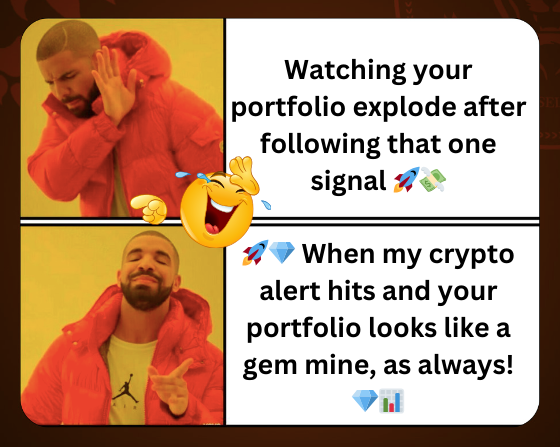 Watching your
portfolio explode after
following that one
signal 🚀💸
🚀💎 When my crypto
alert hits and your
portfolio looks like a
gem mine, as always!
💎📊